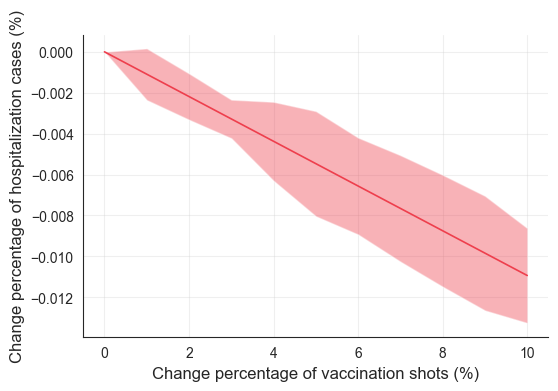 Change percentage of hospitalization cases (%)
0.000
−0.002
−0.004
−0.006
−0.008
−0.010
−0.012
0 2 4 6 8 10
Change percentage of vaccination shots (%)